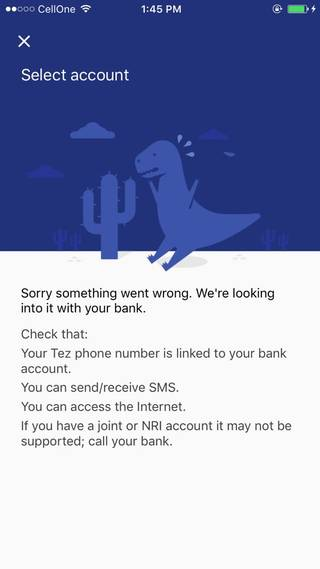 CellOne 1:45 PM
Select account
Sorry something went wrong. We're looking
into it with your bank.
Check that:
Your Tez phone number is linked to your bank
account.
You can send/receive SMS.
You can access the Internet.
If you have a joint or NRI account it may not be
supported; call your bank.